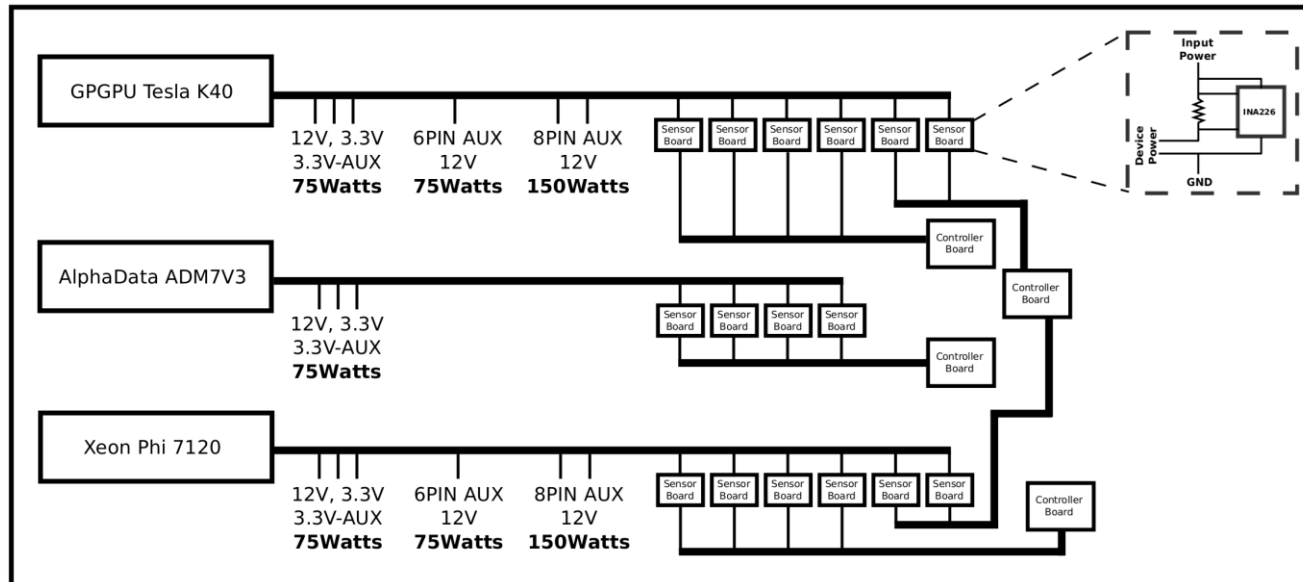 GPGPU Tesla K40
12V, 3.3V
3.3V-AUX
75Watts
6PIN AUX
12V
75Watts
8PIN AUX
12V
150Watts
Sensor
Board
Sensor
Board
Sensor
Board
Sensor
Board
Sensor
Board
Sensor
Board
Input
Power
INA226
Device
Power
GND
Controller
Board
Controller
Board
AlphaData ADM7V3
12V, 3.3V
3.3V-AUX
75Watts
Sensor
Board
Sensor
Board
Sensor
Board
Sensor
Board
Controller
Board
Xeon Phi 7120
12V, 3.3V
3.3V-AUX
75Watts
6PIN AUX
12V
75Watts
8PIN AUX
12V
150Watts
Sensor
Board
Sensor
Board
Sensor
Board
Sensor
Board
Sensor
Board
Sensor
Board
Controller
Board